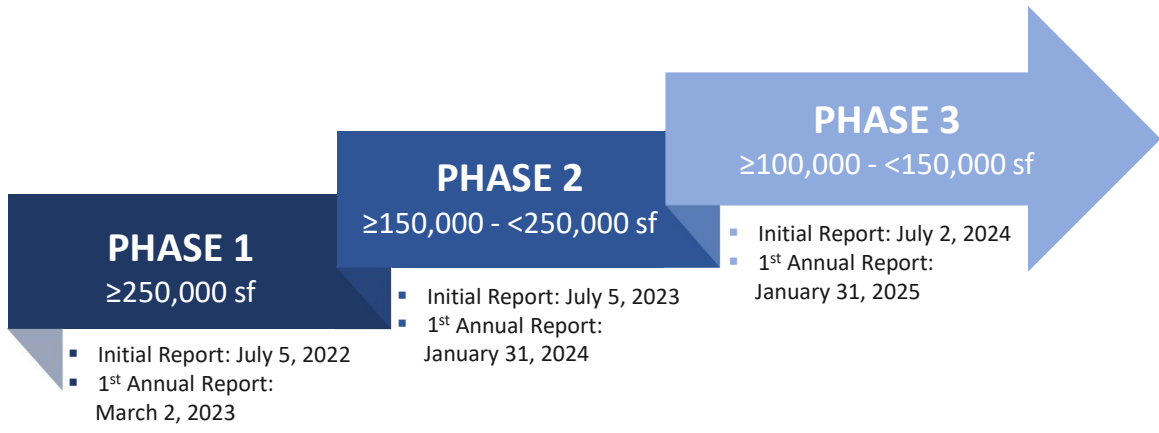 PHASE 1
≥250,000 sf
▪ Initial Report: July 5, 2022
▪ 1st Annual Report:
March 2, 2023
PHASE 2
≥150,000 - <250,000 sf
▪ Initial Report: July 5, 2023
▪ 1st Annual Report:
January 31, 2024
PHASE 3
≥100,000 - <150,000 sf
▪ Initial Report: July 2, 2024
▪ 1st Annual Report:
January 31, 2025